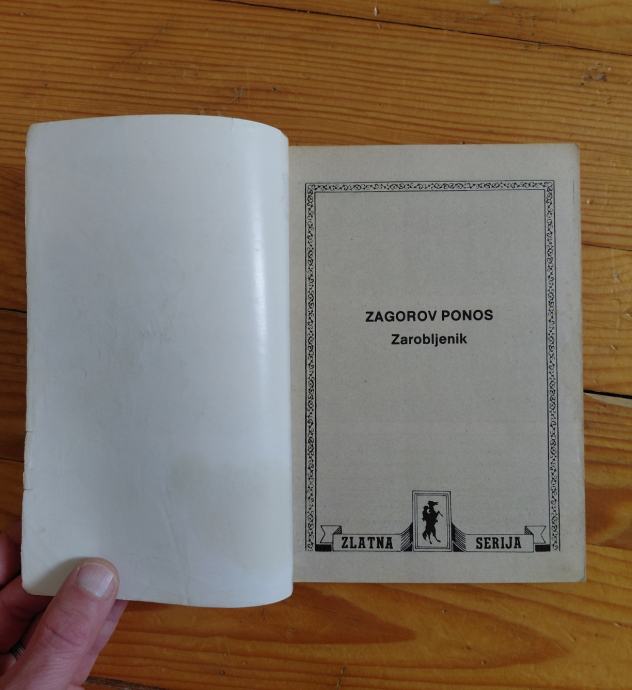 ZAGOROV PONOS
Zarobljenik
ZLATNA SERIJA